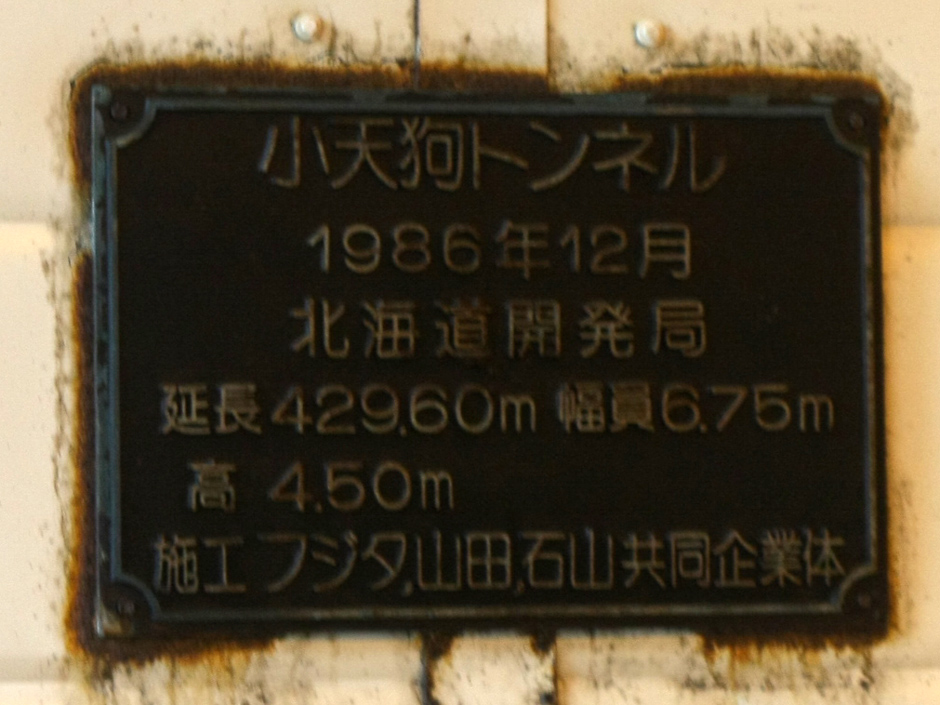 小天狗トンネル
1986年12月
北海道開発局
延長429.60m 幅員6.75m
高 4.50m
施工 フジタ,山田,石山共同企業体